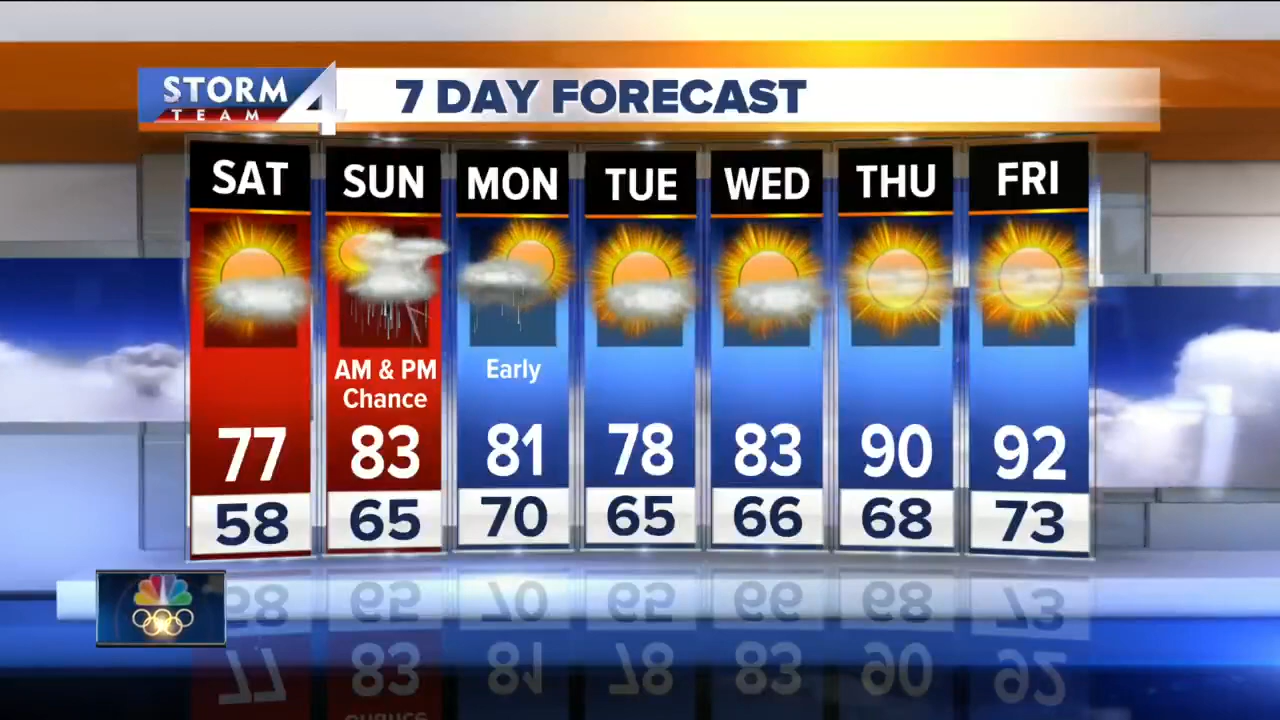 STORM
TEAM 4
7 DAY FORECAST
SAT SUN MON TUE WED THU FRI
AM & PM
Chance
Early
77 83 81 78 83 90 92
58 65 70 65 66 68 73